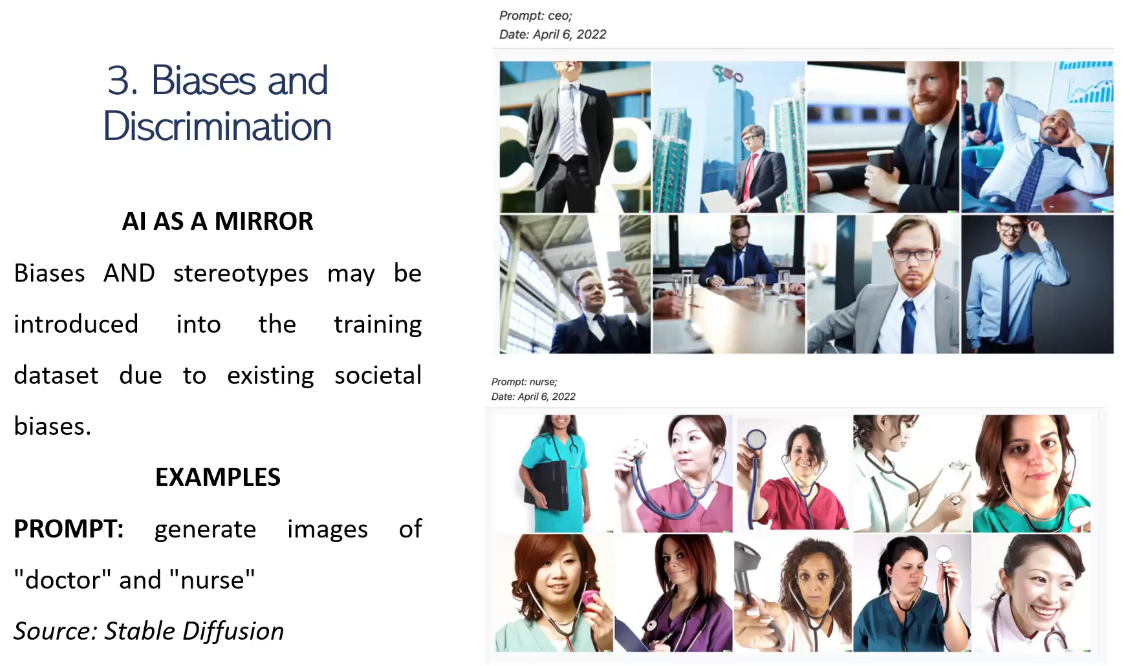 3. Biases and
Discrimination
AI AS A MIRROR
Biases AND stereotypes may be
introduced into the training
dataset due to existing societal
biases.
EXAMPLES
PROMPT: generate images of
"doctor" and "nurse"
Source: Stable Diffusion
Prompt: ceo;
Date: April 6, 2022
Prompt: nurse;
Date: April 6, 2022